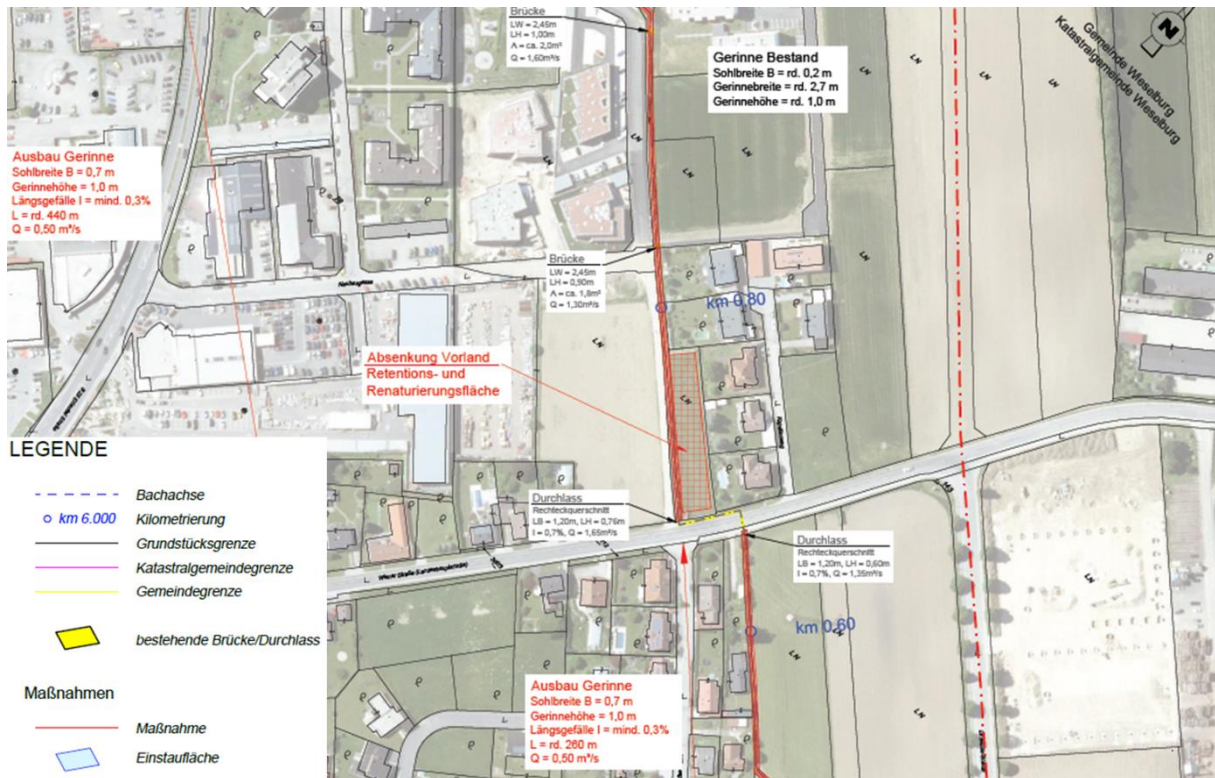 Brücke
LW = 2,45m
LH = 1,00m
A = ca. 2,0m²
Q = 1,60m³/s
Gerinne Bestand
Sohlbreite B = rd. 0,2 m
Gerinnebreite = rd. 2,7 m
Gerinnehöhe = rd. 1,0 m
Gemeinde Wieselburg
Katastralgemeinde Wieselburg
N
Ausbau Gerinne
Sohlbreite B = 0,7 m
Gerinnehöhe = 1,0 m
Längsgefälle I = mind. 0,3%
L = rd. 440 m
Q = 0,50 m³/s
Brücke
LW = 2,45m
LH = 0,90m
A = ca. 1,8m²
Q = 1,30m³/s
km 0,80
Absenkung Vorland
Retentions- und
Renaturierungsfläche
Durchlass
Rechteckquerschnitt
LB = 1,20m, LH = 0,76m
I = 0,7%, Q = 1,65m³/s
Durchlass
Rechteckquerschnitt
LB = 1,20m, LH = 0,60m
I = 0,7%, Q = 1,35m³/s
km 0,60
Ausbau Gerinne
Sohlbreite B = 0,7 m
Gerinnehöhe = 1,0 m
Längsgefälle I = mind. 0,3%
L = rd. 260 m
Q = 0,50 m³/s
LEGENDE
Bachachse
km 6.000 Kilometrierung
Grundstücksgrenze
Katastralgemeindegrenze
Gemeindegrenze
bestehende Brücke/Durchlass
Maßnahmen
Maßnahme
Einstaufläche